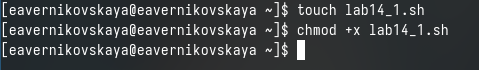 [eavernikovskaya@eavernikovskaya ~]$ touch lab14_1.sh
[eavernikovskaya@eavernikovskaya ~]$ chmod +x lab14_1.sh
[eavernikovskaya@eavernikovskaya ~]$